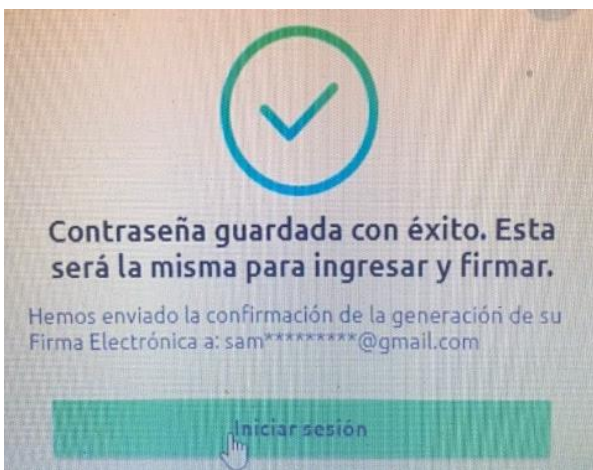 Contraseña guardada con éxito. Esta
será la misma para ingresar y firmar.
Hemos enviado la confirmación de la generación de su
Firma Electrónica a: sam*********@gmail.com
Iniciar sesión